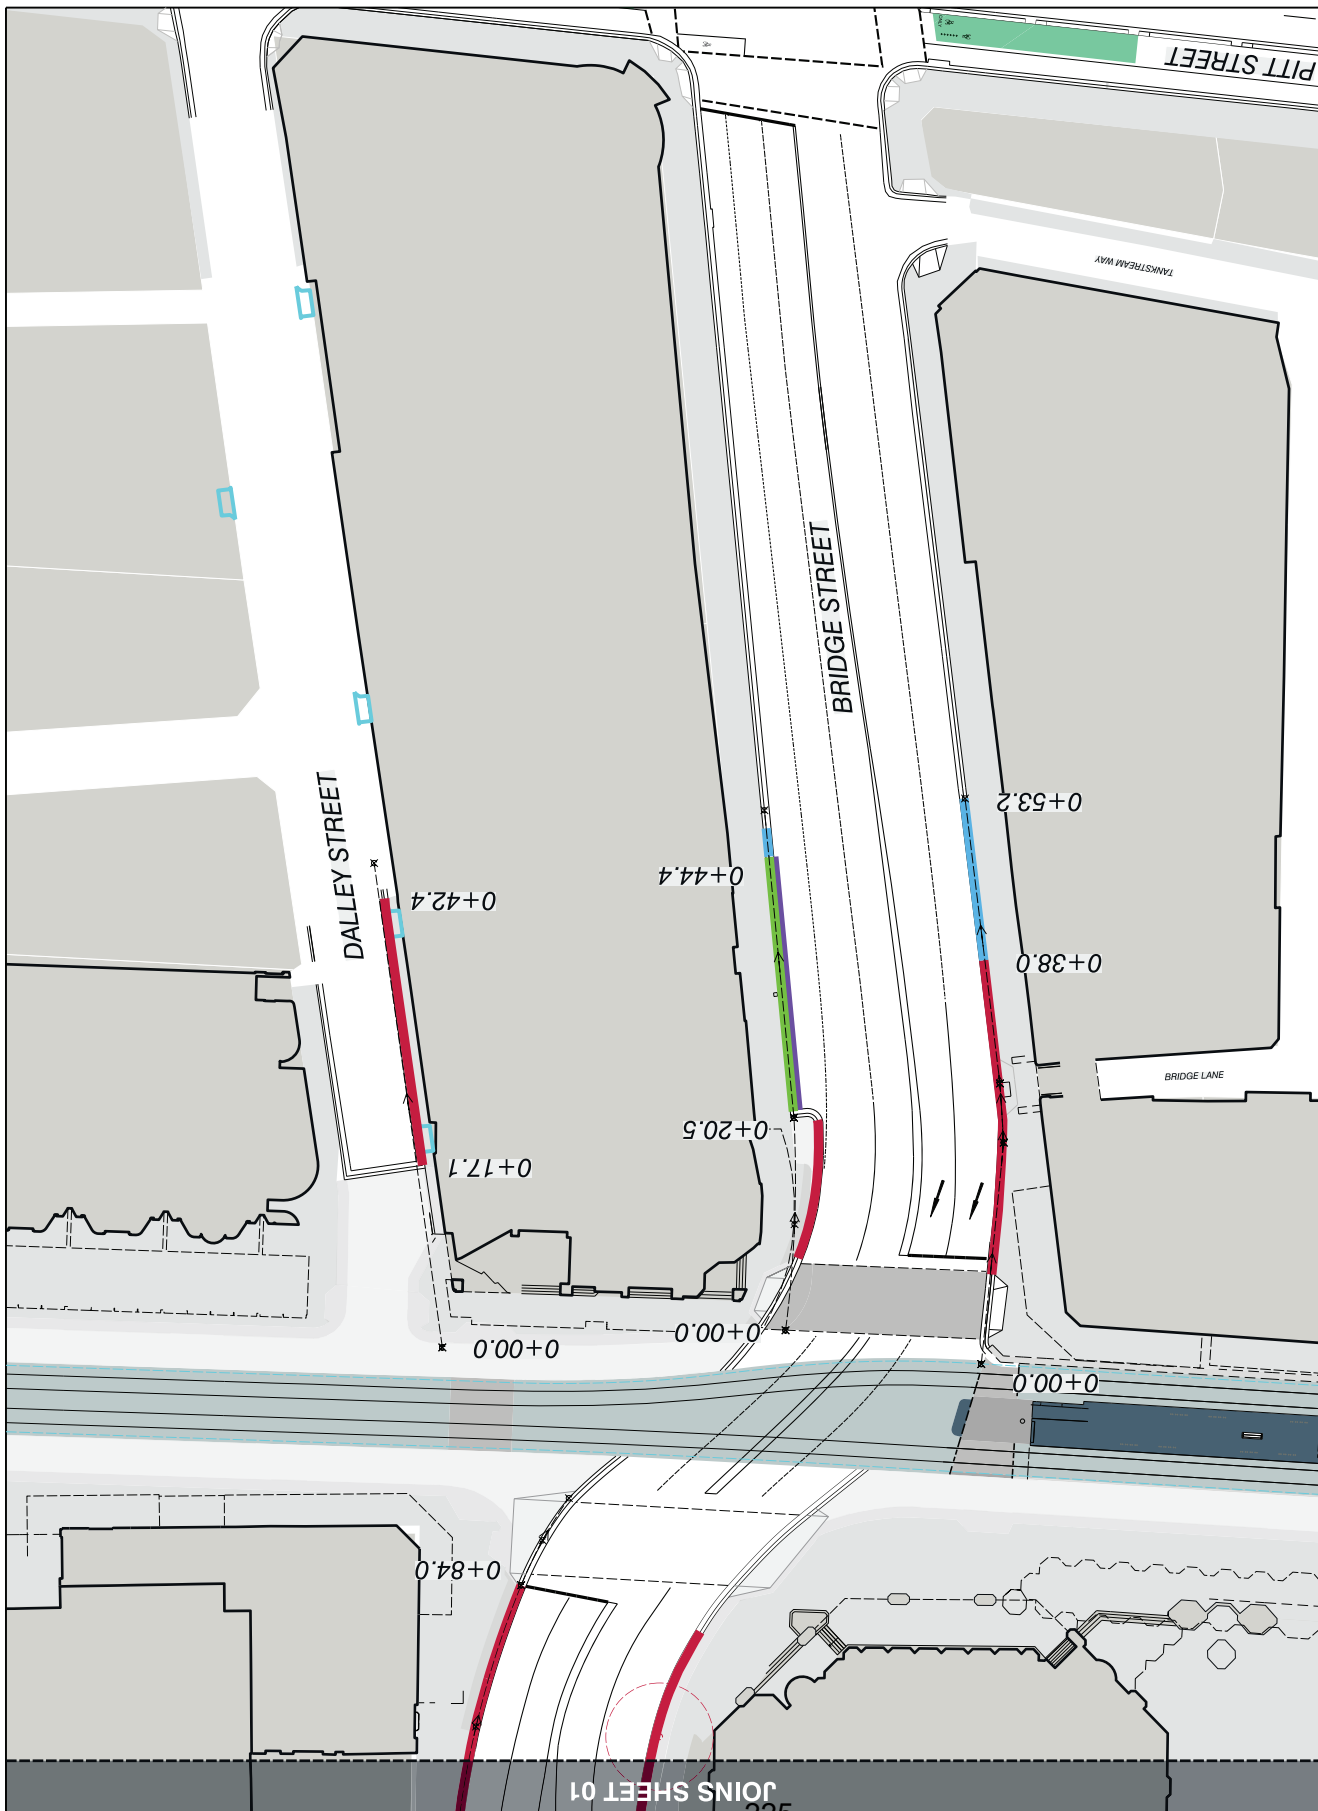 PITT STREET
TANKSTREAM WAY
BRIDGE STREET
DALLEY STREET
0+53.2
0+44.4
0+42.4
0+38.0
BRIDGE LANE
0+20.5
0+17.1
0+00.0
0+00.0
0+00.0
0+84.0
JOINS SHEET 01